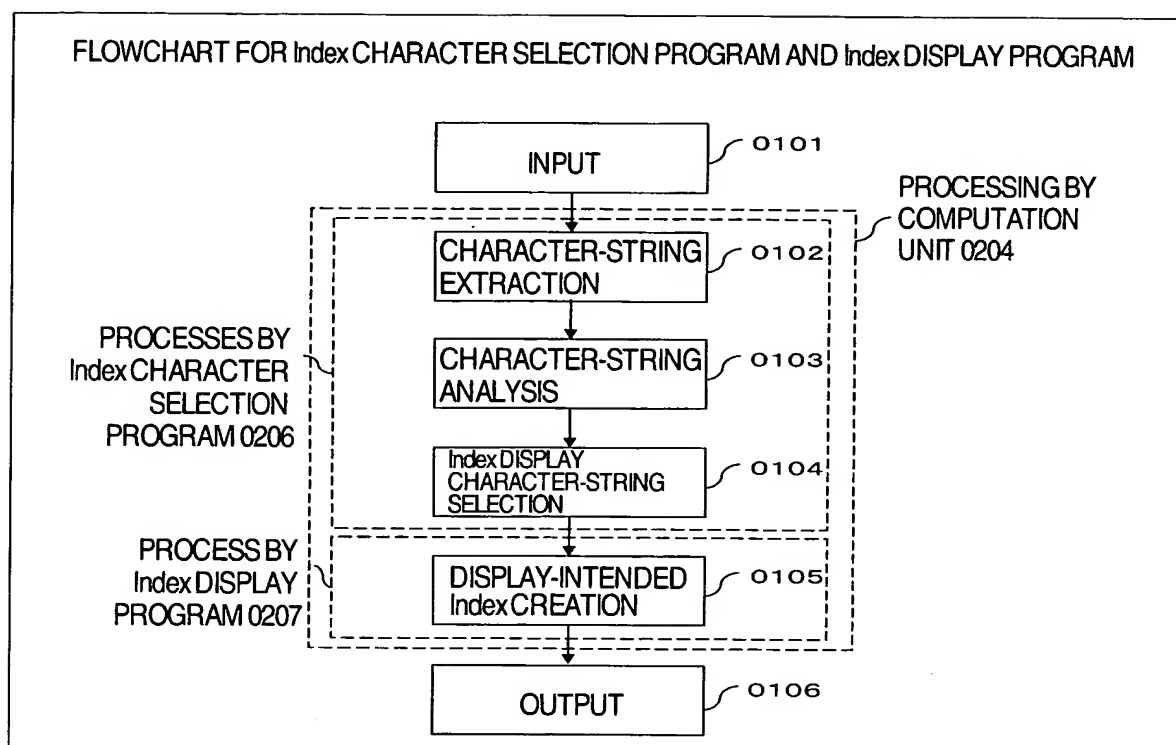 FLOWCHART FOR Index CHARACTER SELECTION PROGRAM AND Index DISPLAY PROGRAM
INPUT
0101
PROCESSING BY
COMPUTATION
UNIT 0204
CHARACTER-STRING
EXTRACTION
0102
PROCESSES BY
Index CHARACTER
SELECTION
PROGRAM 0206
CHARACTER-STRING
ANALYSIS
0103
Index DISPLAY
CHARACTER-STRING
SELECTION
0104
PROCESS BY
Index DISPLAY
PROGRAM 0207
DISPLAY-INTENDED
Index CREATION
0105
OUTPUT
0106